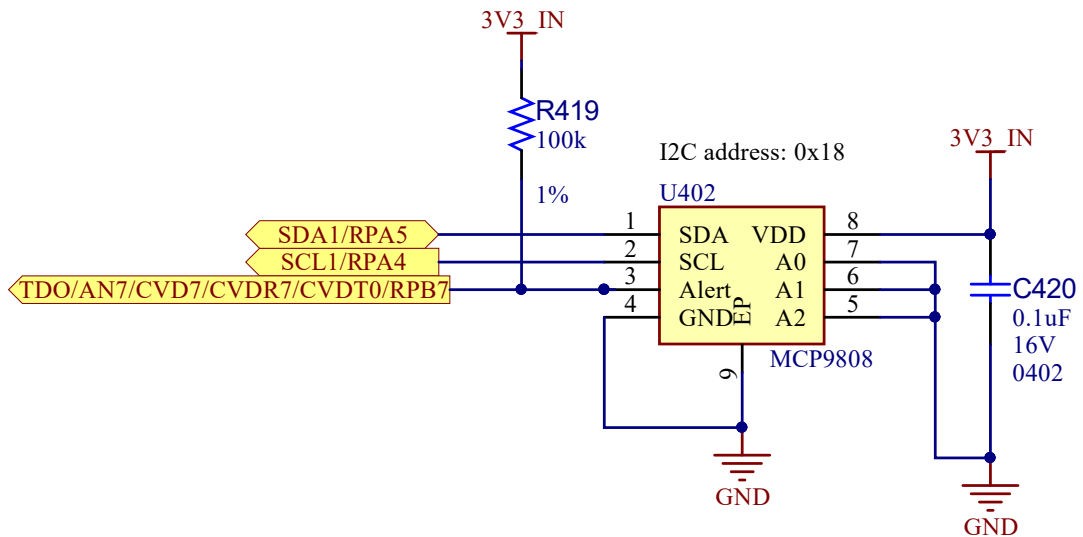 3V3_IN
R419
100k
1%
I2C address: 0x18
U402
3V3_IN
SDA1/RPA5
SCL1/RPA4
TDO/AN7/CVD7/CVDR7/CVDT0/RPB7
1
2
3
4
SDA
SCL
Alert
GND
EP
VDD
A0
A1
A2
8
7
6
5
9
MCP9808
C420
0.1uF
16V
0402
GND
GND